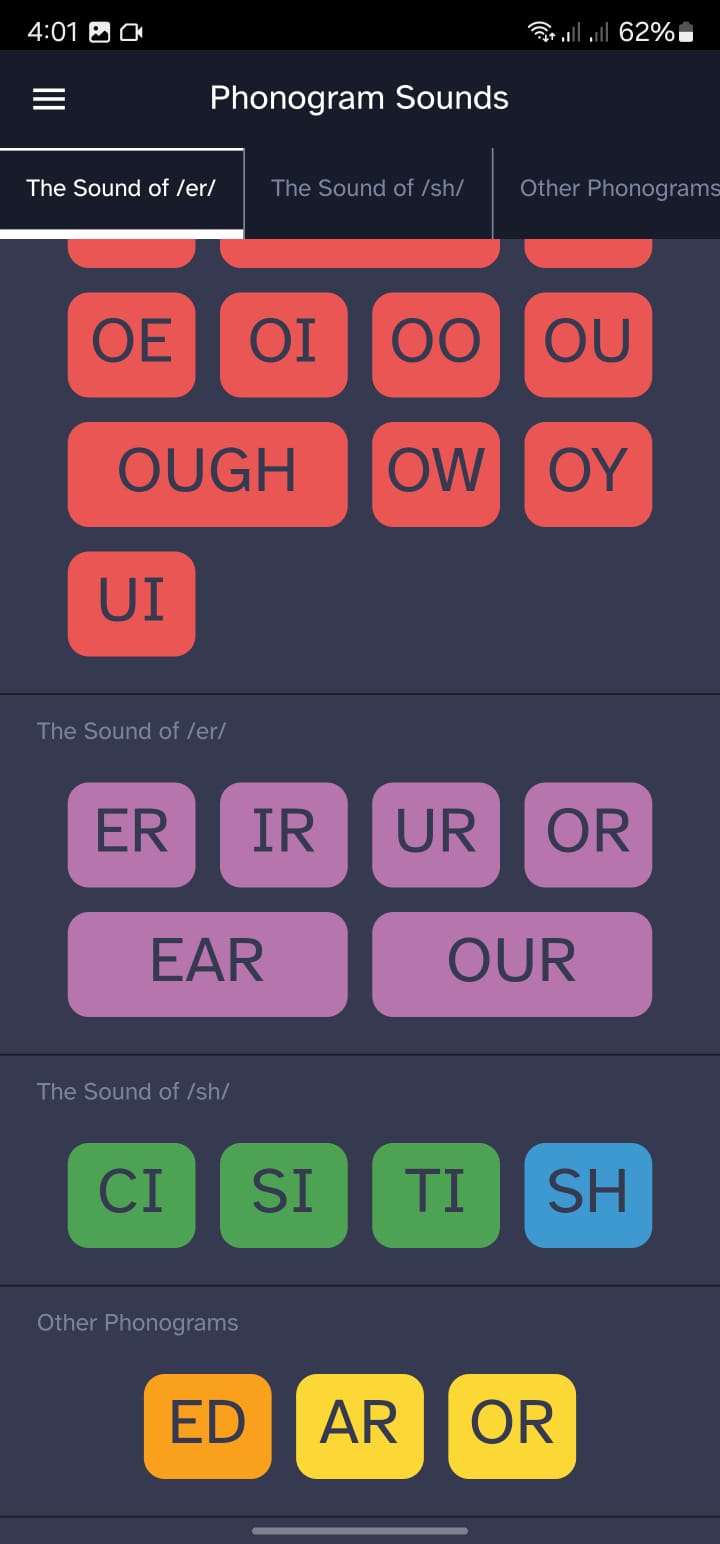 4:01 62%
Phonogram Sounds
The Sound of /er/ The Sound of /sh/ Other Phonograms
OE OI OO OU
OUGH OW OY
UI
The Sound of /er/
ER IR UR OR
EAR OUR
The Sound of /sh/
CI SI TI SH
Other Phonograms
ED AR OR